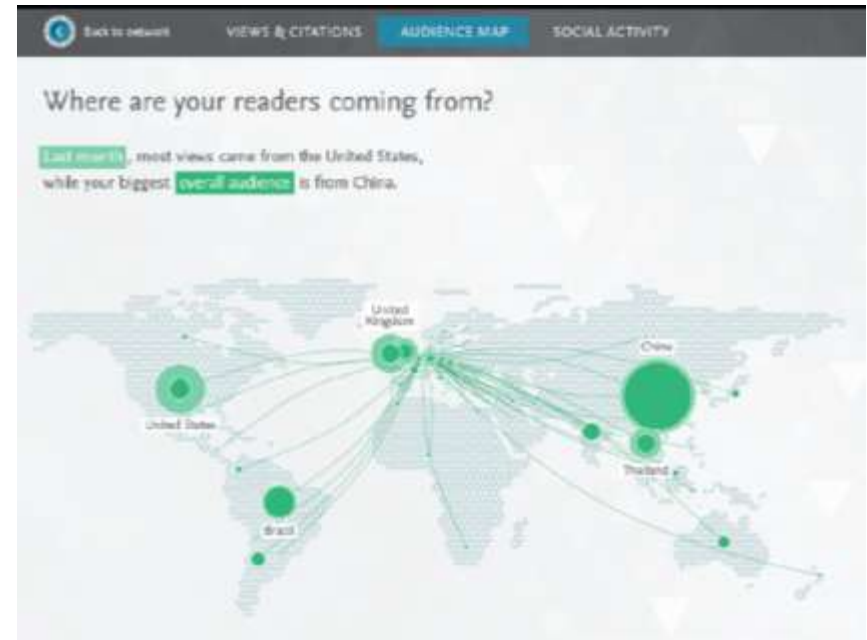 Back to network
VIEWS & CITATIONS
AUDIENCE MAP
SOCIAL ACTIVITY
Where are your readers coming from?
Last month, most views came from the United States,
while your biggest overall audience is from China.
United
Kingdom
China
United States
Thailand
Brazil